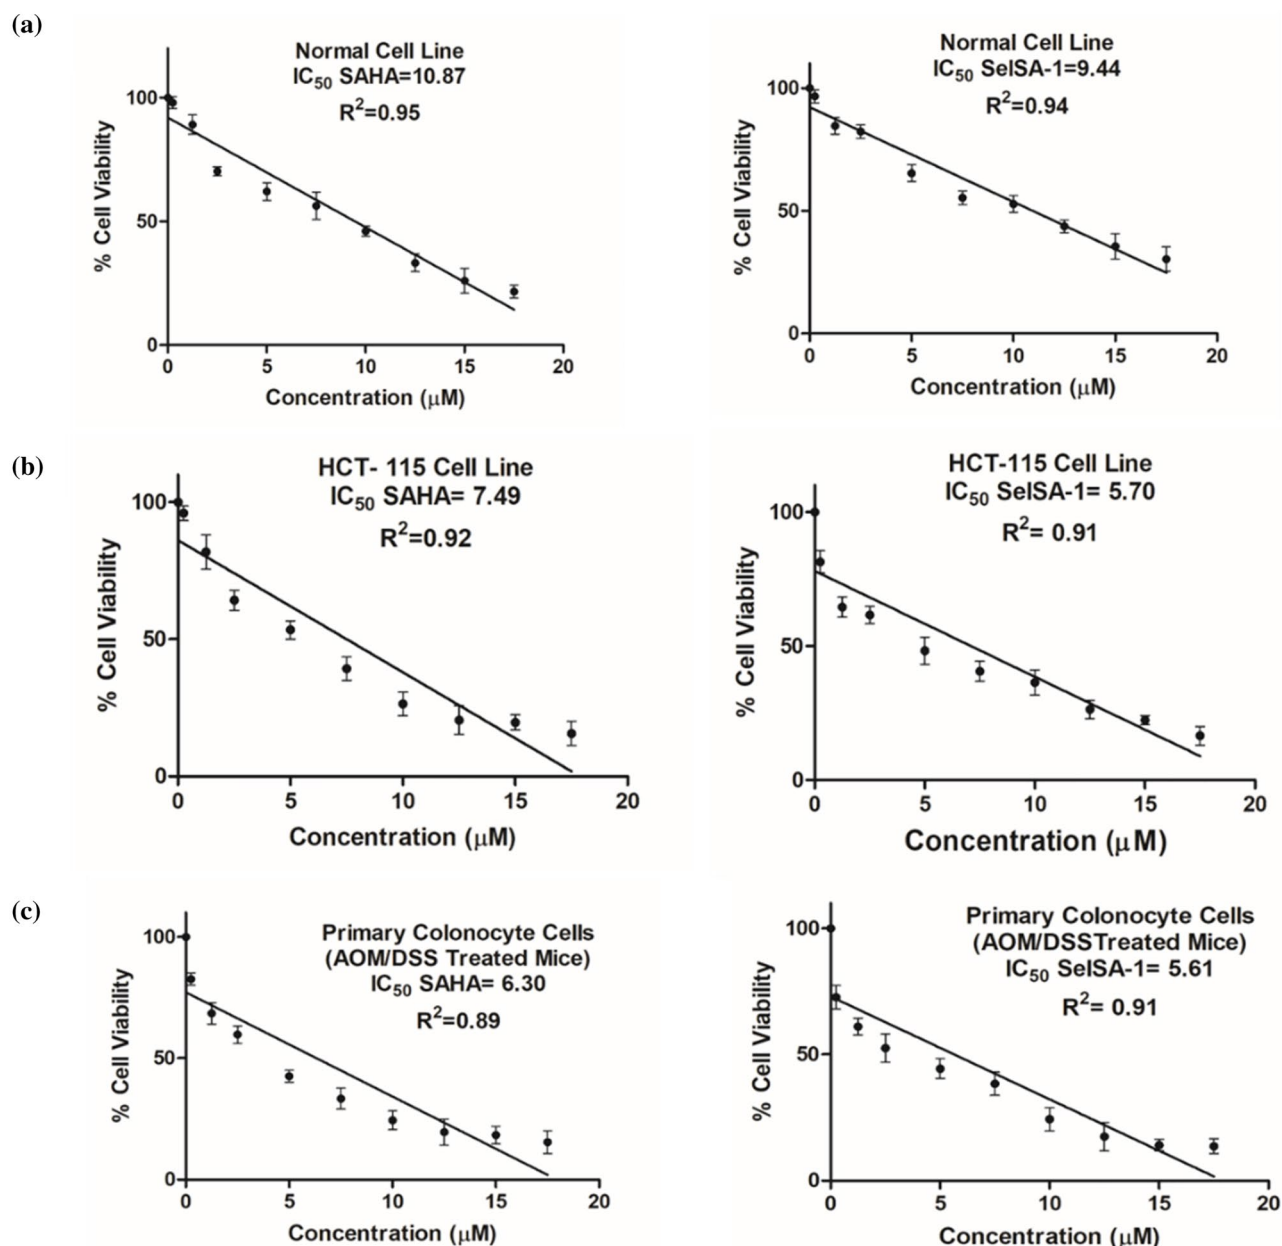 (a)
Normal Cell Line
IC50 SAHA=10.87
R2=0.95
100
50
0
% Cell Viability
0 5 10 15 20
Concentration (μM)
Normal Cell Line
IC50 SelSA-1=9.44
R2=0.94
100
50
0
% Cell Viability
0 5 10 15 20
Concentration (μM)
(b)
HCT- 115 Cell Line
IC50 SAHA= 7.49
R2=0.92
100
50
0
% Cell Viability
0 5 10 15 20
Concentration (μM)
HCT-115 Cell Line
IC50 SelSA-1= 5.70
R2= 0.91
100
50
0
% Cell Viability
0 5 10 15 20
Concentration (μM)
(c)
Primary Colonocyte Cells
(AOM/DSS Treated Mice)
IC50 SAHA= 6.30
R2=0.89
100
50
0
% Cell Viability
0 5 10 15 20
Concentration (μM)
Primary Colonocyte Cells
(AOM/DSSTreated Mice)
IC50 SelSA-1= 5.61
R2= 0.91
100
50
0
% Cell Viability
0 5 10 15 20
Concentration (μM)